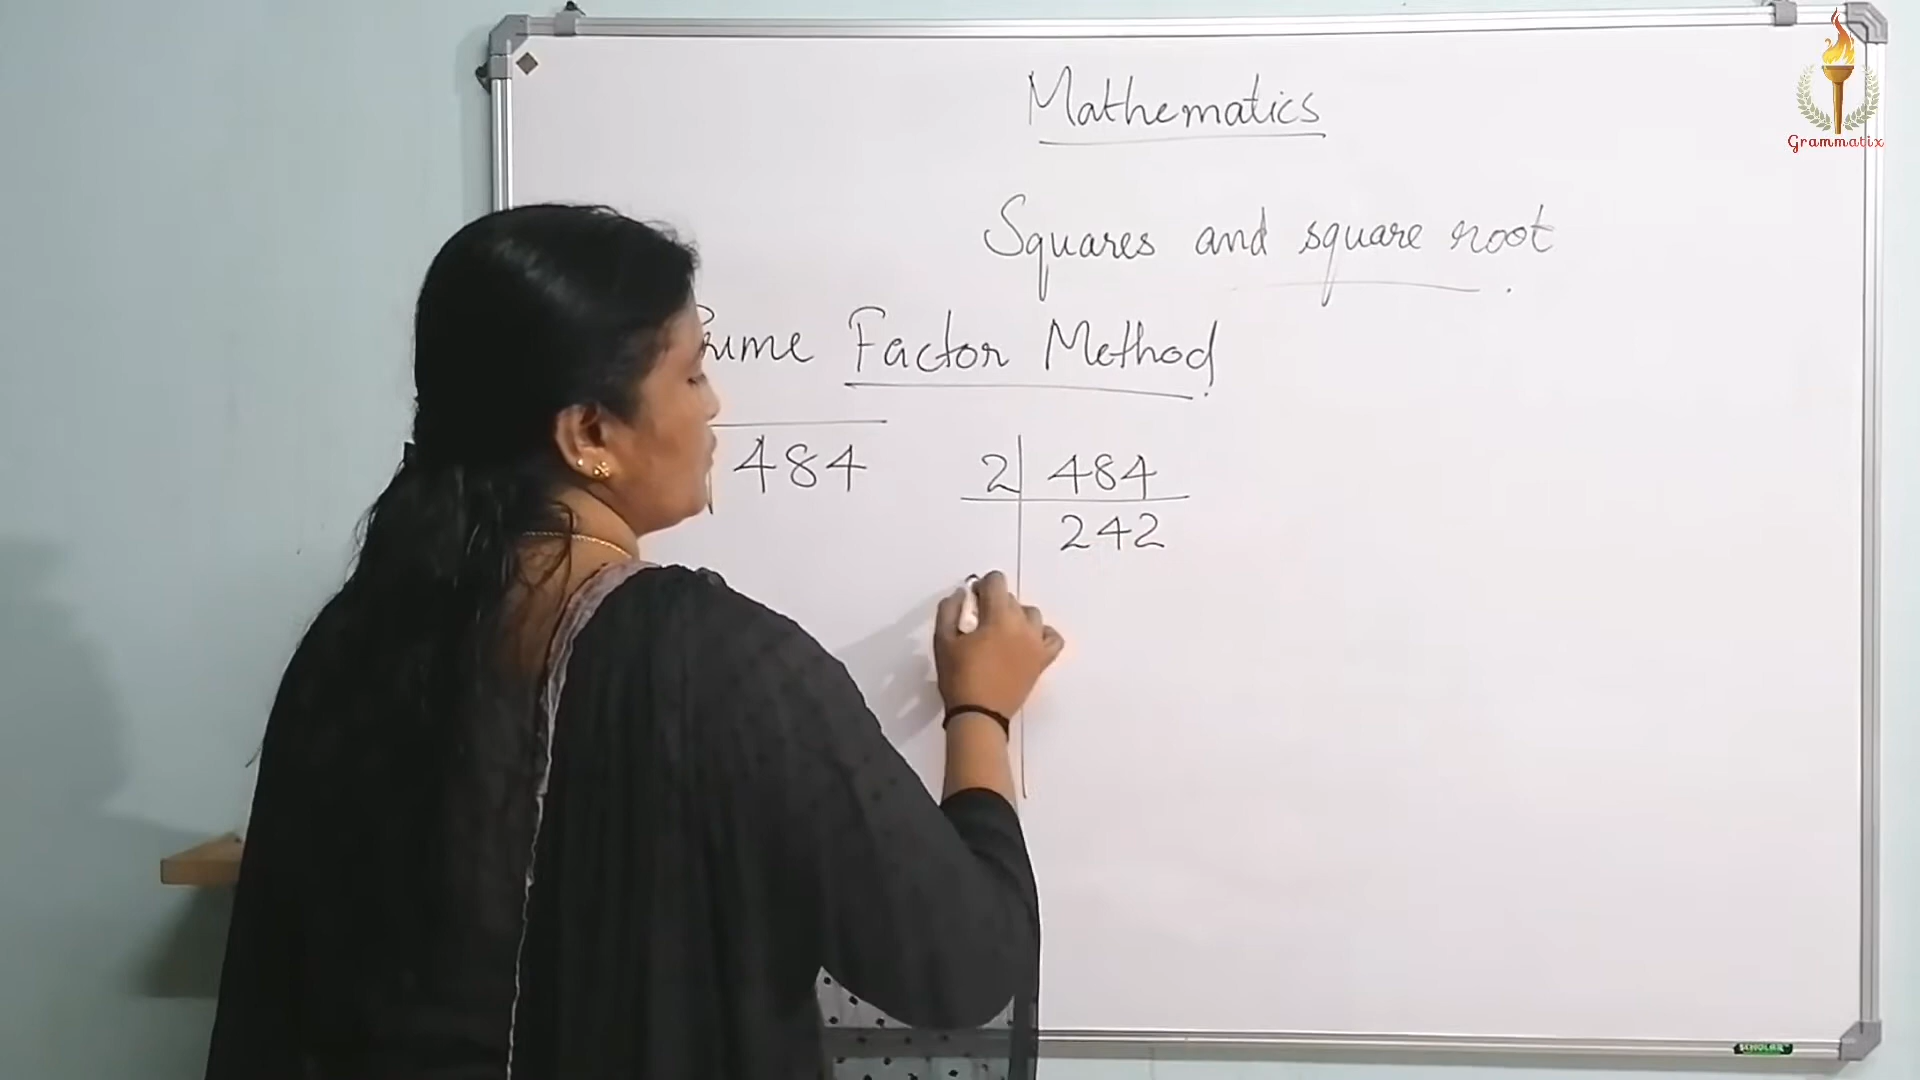 Mathematics
Grammatix
Squares and square root
Factor Method
484
2 484
242